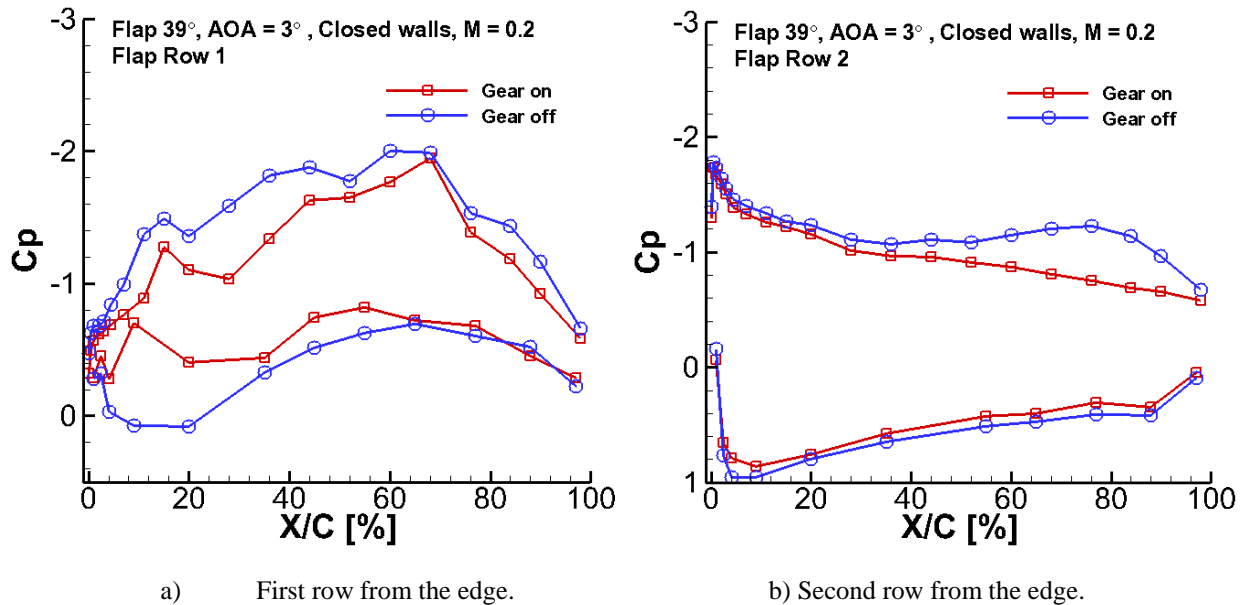 -3
Flap 39°, AOA = 3° , Closed walls, M = 0.2
Flap Row 1
Gear on
Gear off
-2
Cp
-1
0
0 20 40 60 80 100
X/C [%]
a) First row from the edge.
-3
Flap 39°, AOA = 3° , Closed walls, M = 0.2
Flap Row 2
Gear on
Gear off
-2
Cp
-1
0
1
0 20 40 60 80 100
X/C [%]
b) Second row from the edge.